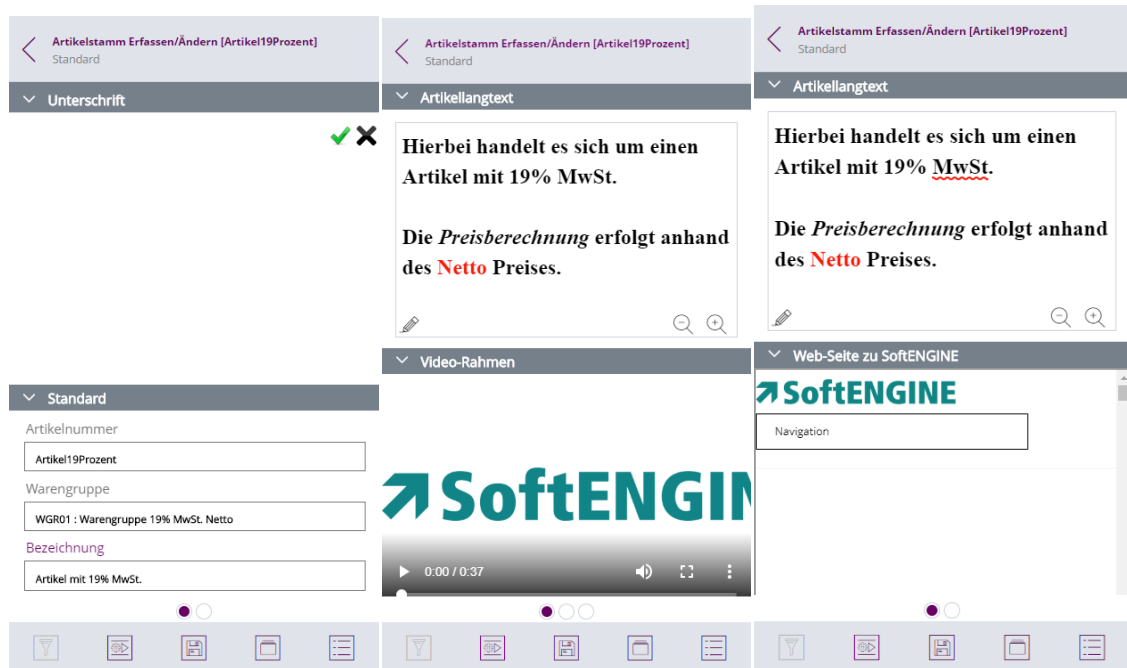 Artikelstamm Erfassen/Ändern [Artikel19Prozent]
Standard
Unterschrift
Standard
Artikelnummer
Artikel19Prozent
Warengruppe
WGR01 : Warengruppe 19% MwSt. Netto
Bezeichnung
Artikel mit 19% MwSt.
Artikelstamm Erfassen/Ändern [Artikel19Prozent]
Standard
Artikellangtext
Hierbei handelt es sich um einen
Artikel mit 19% MwSt.
Die Preisberechnung erfolgt anhand
des Netto Preises.
Video-Rahmen
SoftENGIN
0:00 / 0:37
Artikelstamm Erfassen/Ändern [Artikel19Prozent]
Standard
Artikellangtext
Hierbei handelt es sich um einen
Artikel mit 19% MwSt.
Die Preisberechnung erfolgt anhand
des Netto Preises.
Web-Seite zu SoftENGINE
SoftENGINE
Navigation